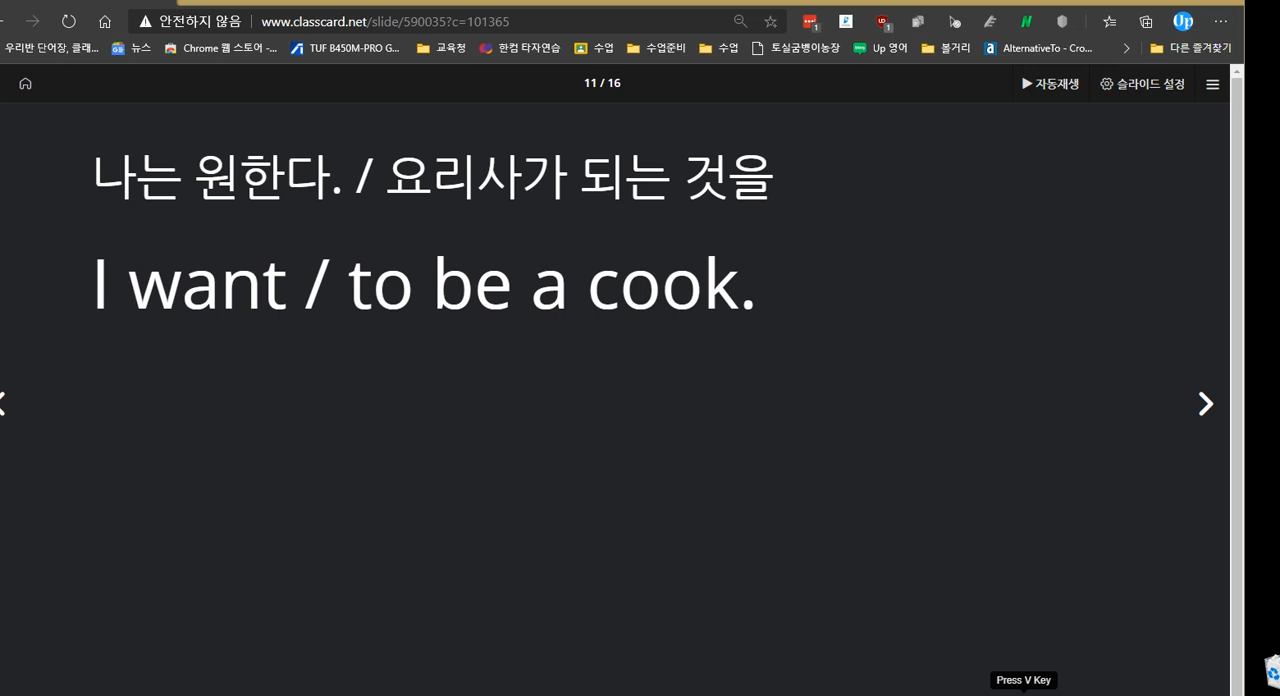 안전하지 않음 www.classcard.net/slide/590035?c=101365
1 UD 1 N Up
우리반 단어장, 클래... GB 뉴스 Chrome 웹 스토어 -... TUF B450M-PRO G... 교육청 한컴 타자연습 수업 수업준비 수업 토실굼벵이농장 Up 영어 볼거리 a AlternativeTo - Cro... 다른 즐겨찾기
11 / 16 자동재생 슬라이드 설정
나는 원한다. / 요리사가 되는 것을
I want / to be a cook.
Press V Key